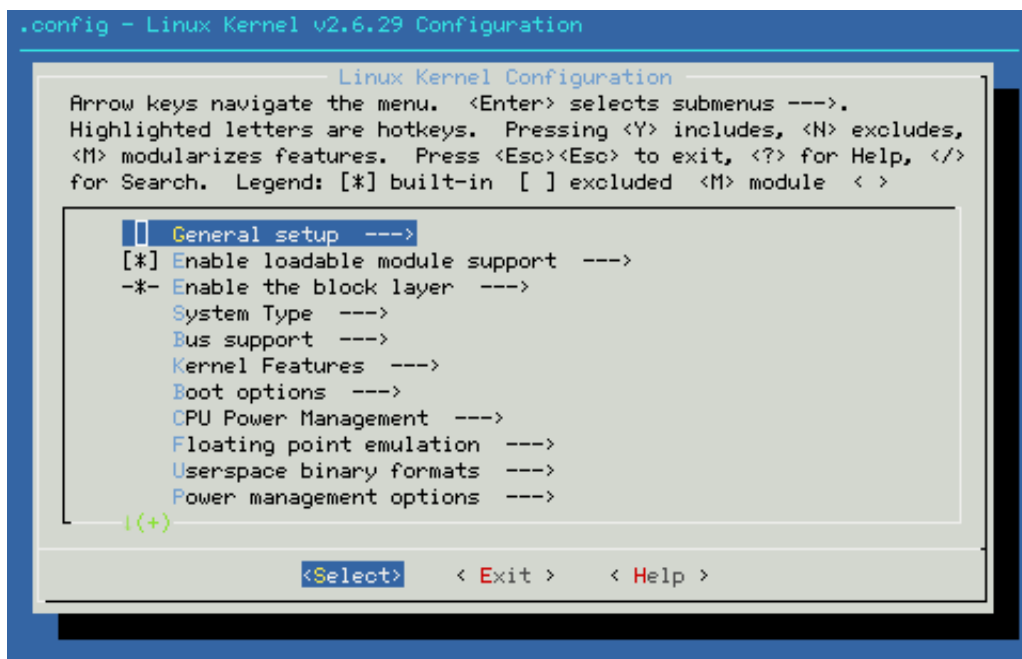 .config - Linux Kernel v2.6.29 Configuration
Linux Kernel Configuration
Arrow keys navigate the menu.  <Enter> selects submenus --->.
Highlighted letters are hotkeys.  Pressing <Y> includes, <N> excludes,
<M> modularizes features.  Press <Esc><Esc> to exit, <?> for Help, </>
for Search.  Legend: [*] built-in  [ ] excluded  <M> module  < >
General setup  --->
[*] Enable loadable module support  --->
-*- Enable the block layer  --->
System Type  --->
Bus support  --->
Kernel Features  --->
Boot options  --->
CPU Power Management  --->
Floating point emulation  --->
Userspace binary formats  --->
Power management options  --->
↓(+)
<Select>    < Exit >    < Help >